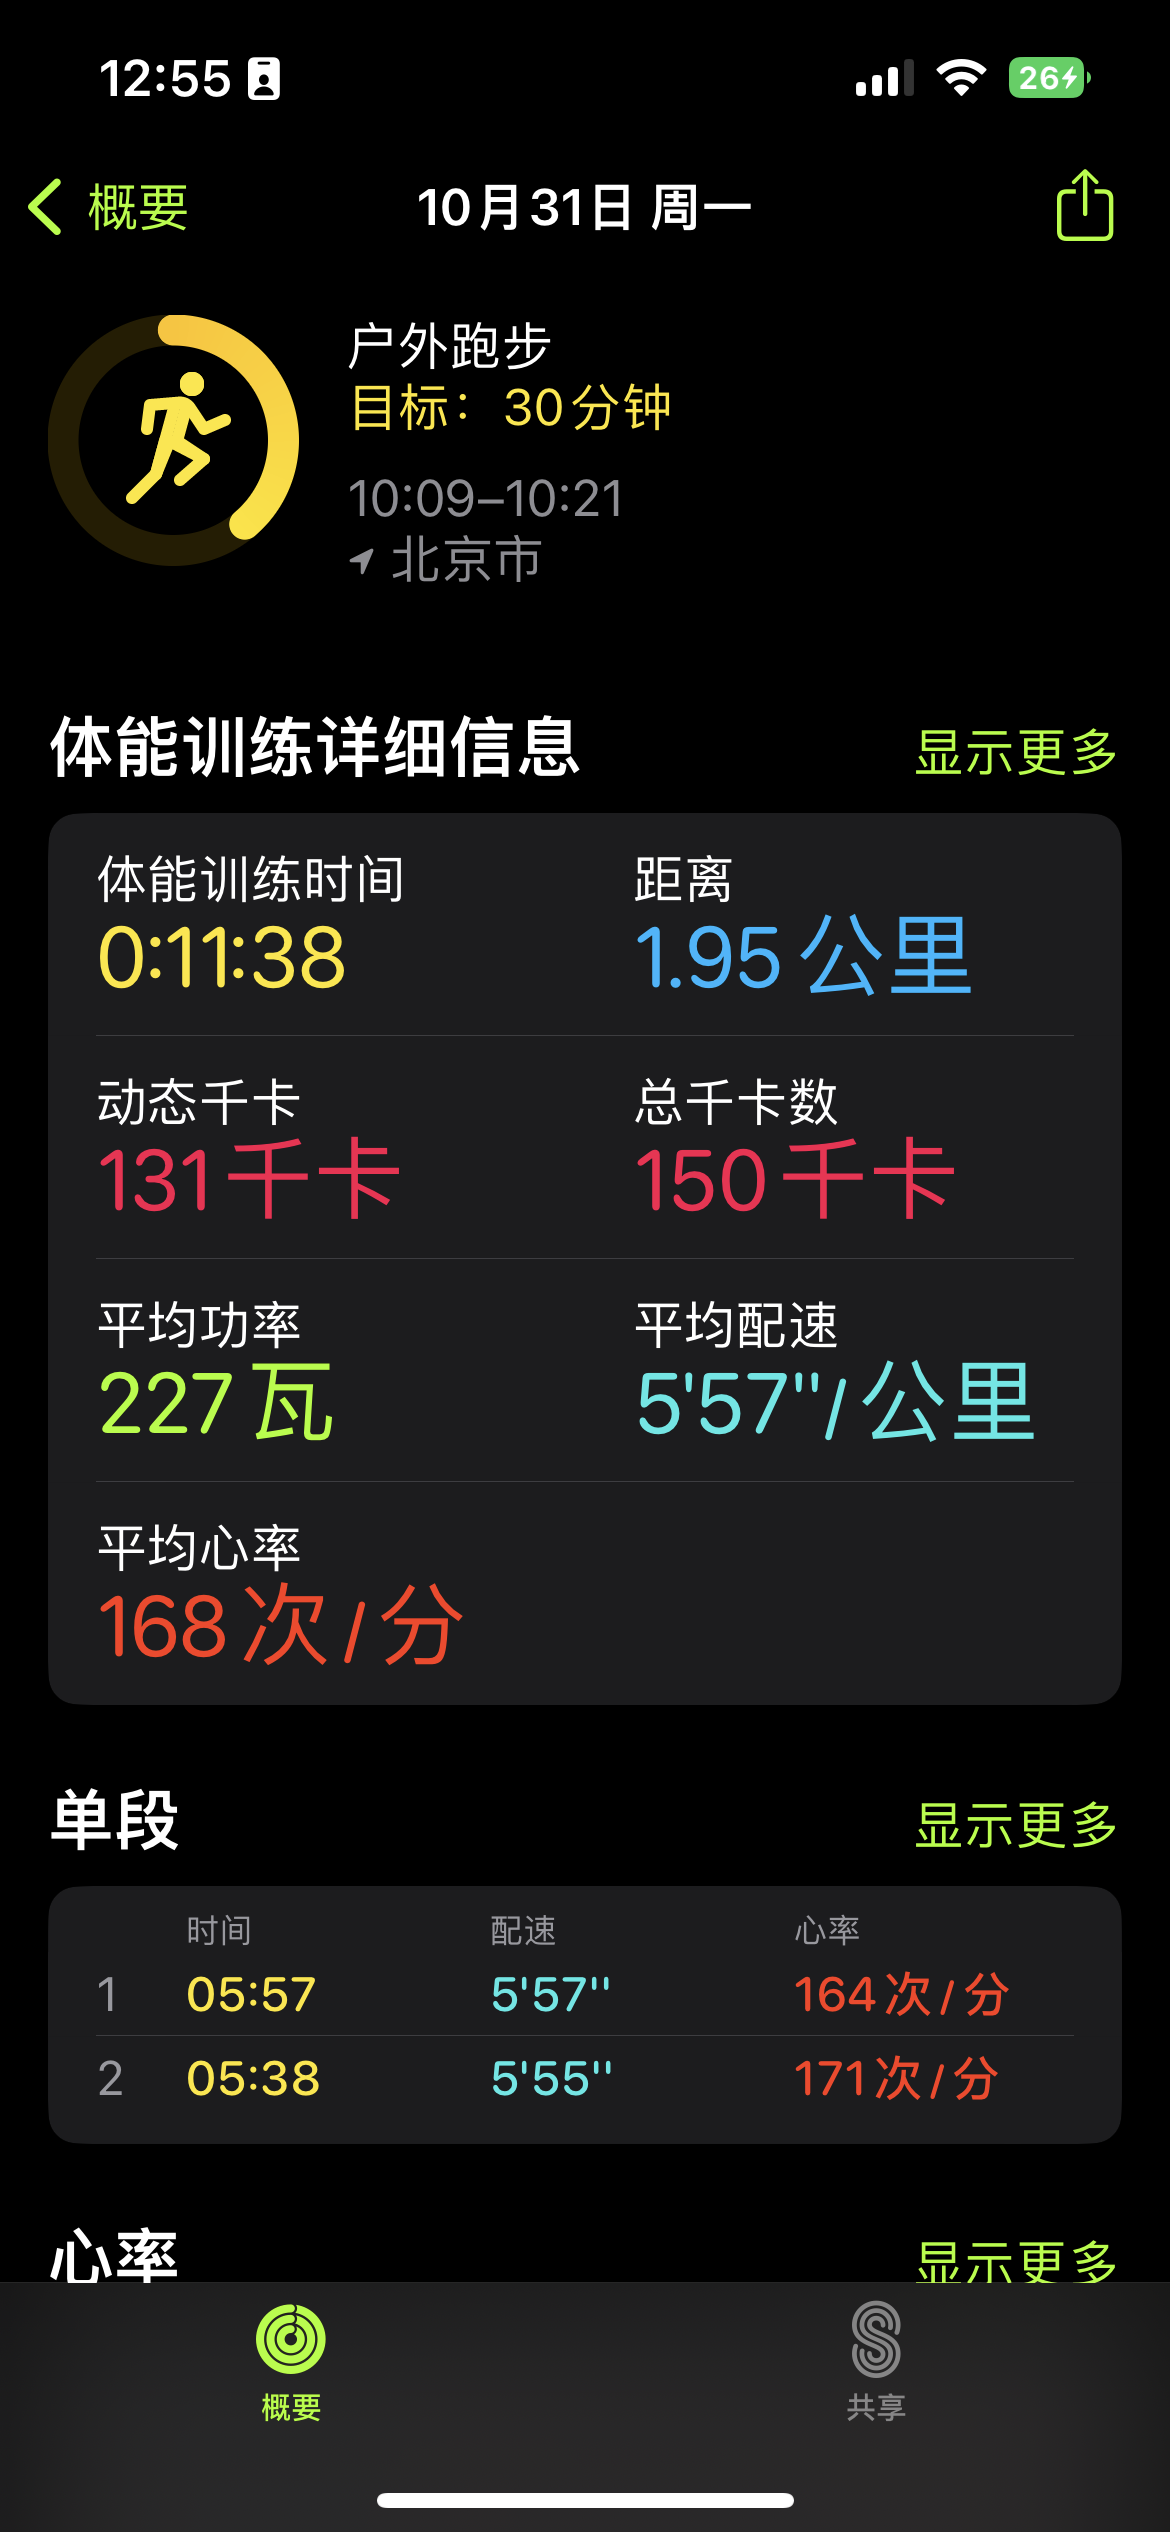 12:55
26
概要
10月31日 周一
户外跑步
目标：30分钟
10:09–10:21
北京市
体能训练详细信息 显示更多
体能训练时间 距离
0:11:38 1.95公里
动态千卡 总千卡数
131千卡 150千卡
平均功率 平均配速
227瓦 5'57''/公里
平均心率
168次/分
单段 显示更多
时间 配速 心率
1 05:57 5'57'' 164次/分
2 05:38 5'55'' 171次/分
心率 显示更多
概要 共享